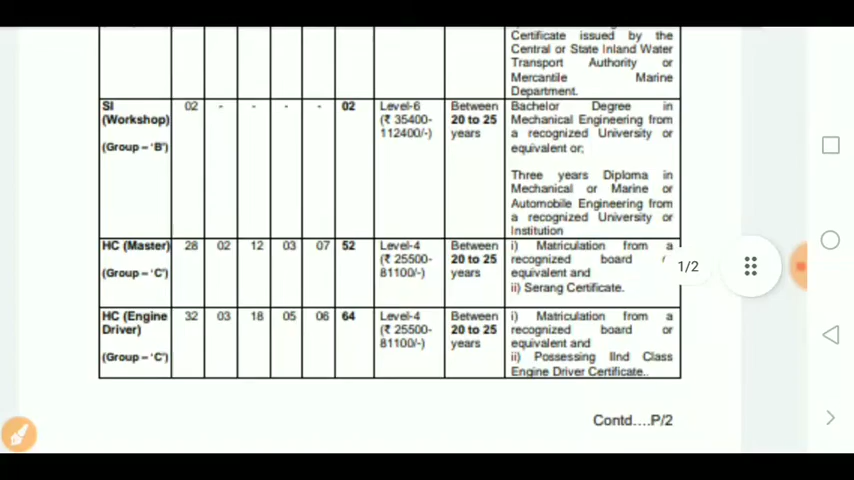 Certificate issued by the
Central or State Inland Water
Transport Authority or
Mercantile Marine
Department.
SI (Workshop) (Group – 'B') 02 - - - - 02 Level-6 (₹ 35400-112400/-) Between 20 to 25 years
Bachelor Degree in
Mechanical Engineering from
a recognized University or
equivalent or;
Three years Diploma in
Mechanical or Marine or
Automobile Engineering from
a recognized University or
Institution
HC (Master) (Group – 'C') 28 02 12 03 07 52 Level-4 (₹ 25500-81100/-) Between 20 to 25 years
i) Matriculation from a
recognized board
equivalent and
ii) Serang Certificate.
HC (Engine Driver) (Group – 'C') 32 03 18 05 06 64 Level-4 (₹ 25500-81100/-) Between 20 to 25 years
i) Matriculation from a
recognized board or
equivalent and
ii) Possessing IInd Class
Engine Driver Certificate..
1/2
Contd....P/2